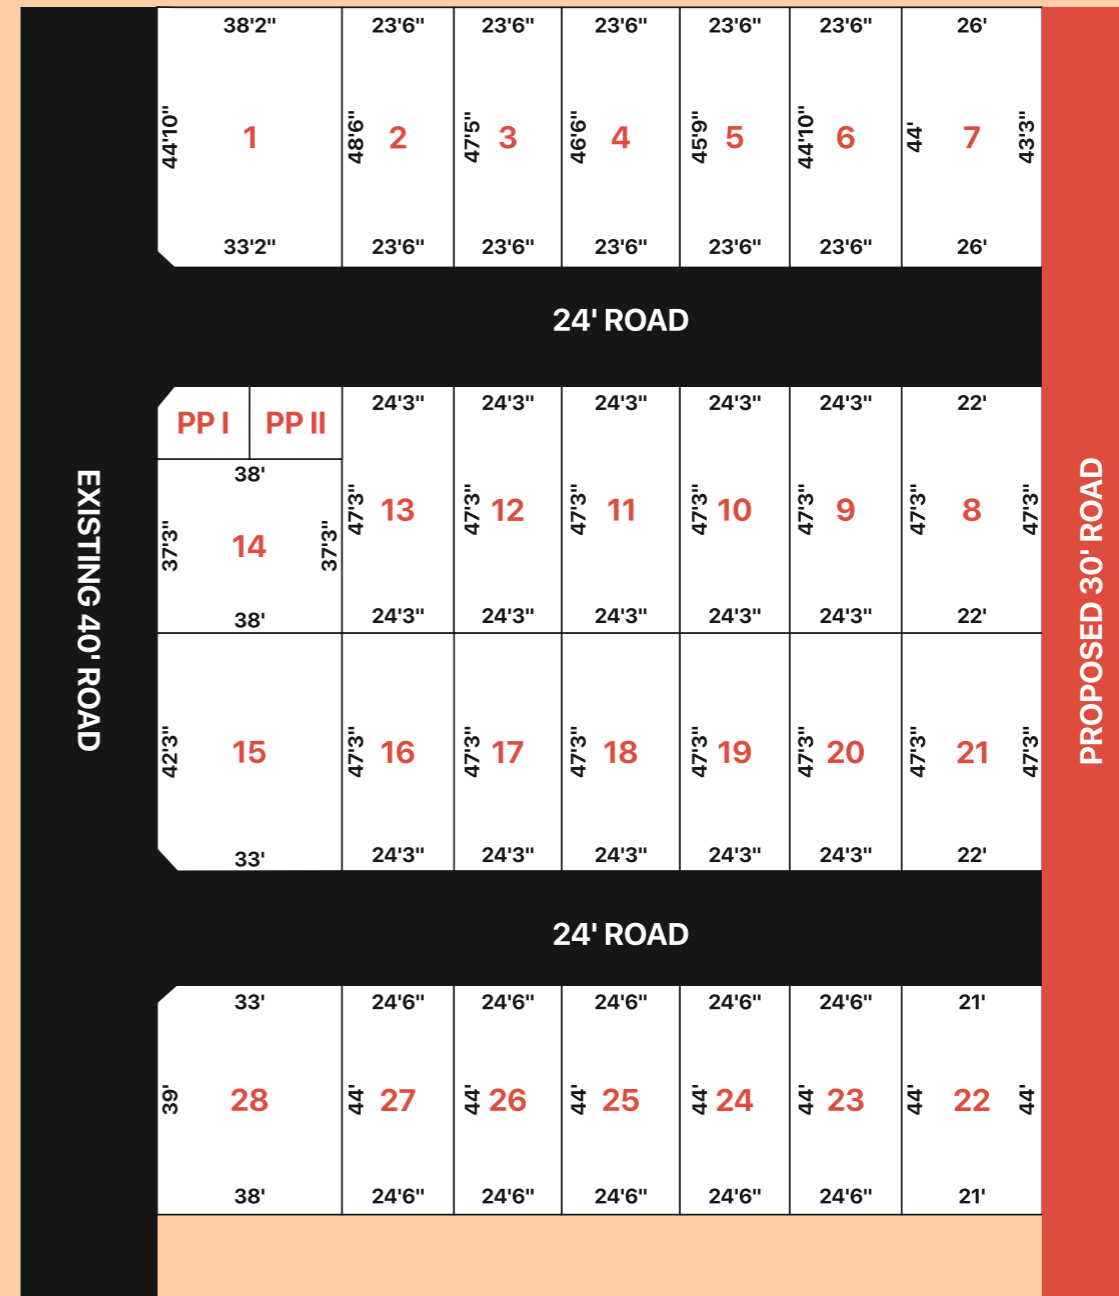 38'2" 23'6" 23'6" 23'6" 23'6" 23'6" 26'
44'10" 1 48'6" 2 47'5" 3 46'6" 4 45'9" 5 44'10" 6 44' 7 43'3"
33'2" 23'6" 23'6" 23'6" 23'6" 23'6" 26'
24' ROAD
PP I PP II 24'3" 24'3" 24'3" 24'3" 24'3" 22'
38'
47'3" 13 47'3" 12 47'3" 11 47'3" 10 47'3" 9 47'3" 8 47'3"
37'3" 14 37'3"
38' 24'3" 24'3" 24'3" 24'3" 24'3" 22'
EXISTING 40' ROAD
PROPOSED 30' ROAD
42'3" 15 47'3" 16 47'3" 17 47'3" 18 47'3" 19 47'3" 20 47'3" 21 47'3"
33' 24'3" 24'3" 24'3" 24'3" 24'3" 22'
24' ROAD
33' 24'6" 24'6" 24'6" 24'6" 24'6" 21'
39' 28 44' 27 44' 26 44' 25 44' 24 44' 23 44' 22 44'
38' 24'6" 24'6" 24'6" 24'6" 24'6" 21'